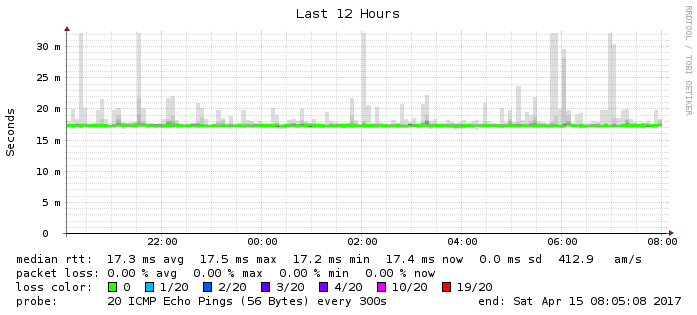 Last 12 Hours
RRDTOOL / TOBI OETIKER
Seconds
30 m
25 m
20 m
15 m
10 m
5 m
0
22:00 00:00 02:00 04:00 06:00 08:00
median rtt: 17.3 ms avg 17.5 ms max 17.2 ms min 17.4 ms now 0.0 ms sd 412.9 am/s
packet loss: 0.00 % avg 0.00 % max 0.00 % min 0.00 % now
loss color: 0 1/20 2/20 3/20 4/20 10/20 19/20
probe: 20 ICMP Echo Pings (56 Bytes) every 300s end: Sat Apr 15 08:05:08 2017